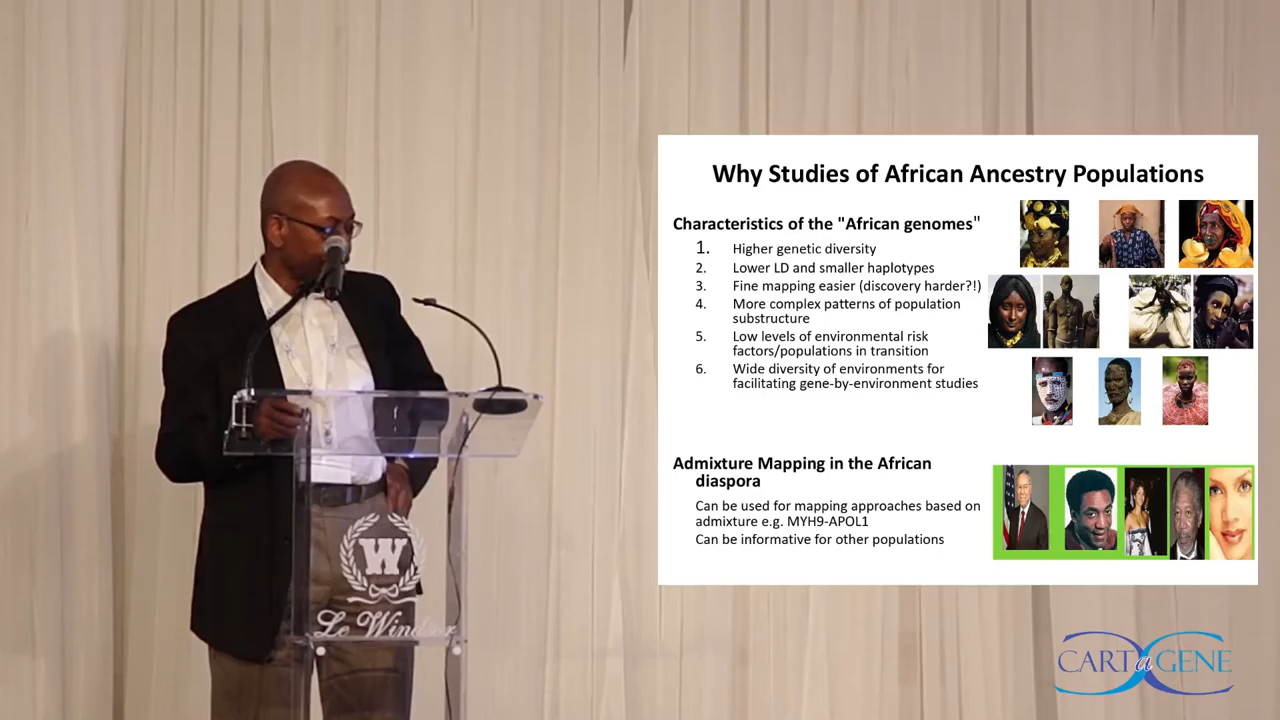 Why Studies of African Ancestry Populations
Characteristics of the "African genomes"
1. Higher genetic diversity
2. Lower LD and smaller haplotypes
3. Fine mapping easier (discovery harder?!)
4. More complex patterns of population
substructure
5. Low levels of environmental risk
factors/populations in transition
6. Wide diversity of environments for
facilitating gene-by-environment studies
Admixture Mapping in the African
diaspora
Can be used for mapping approaches based on
admixture e.g. MYH9-APOL1
Can be informative for other populations
W
Le Windsor
CARTaGENE